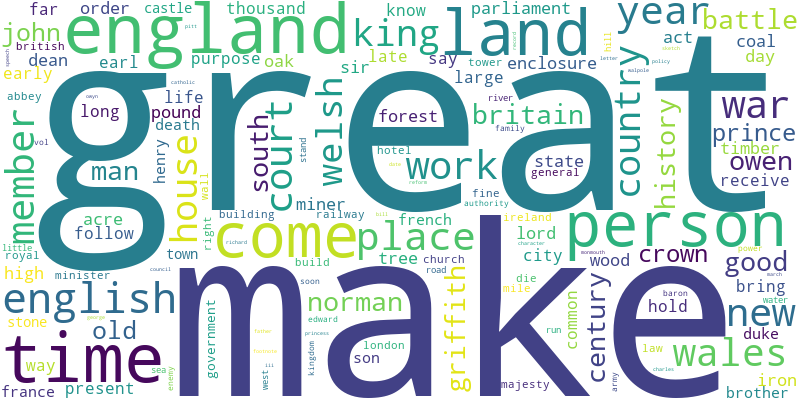 far order castle thousand know parliament year
british john england king land battle
speech pitt dean earl purpose oak late say act coal
early catholic sir tower large enclosure hill day
abbey owyn great letter malpole
vol long life pound forest britain river country war
member death welsh south court family policy prince
man henry stand hotel work state timber
house wall general history owen
acre fine authority receive
follow miner
little right building railway french ireland person
royal town come place lord character crown
minister richard build tree church city wood power good
high council soon road die mile monmouth march bring
english government norman griffith make century baron water new
stone george edward run common hold
time old father princess law duke
way son london kingdom wales
sea west iii army iron
france present enemy majesty charles brother